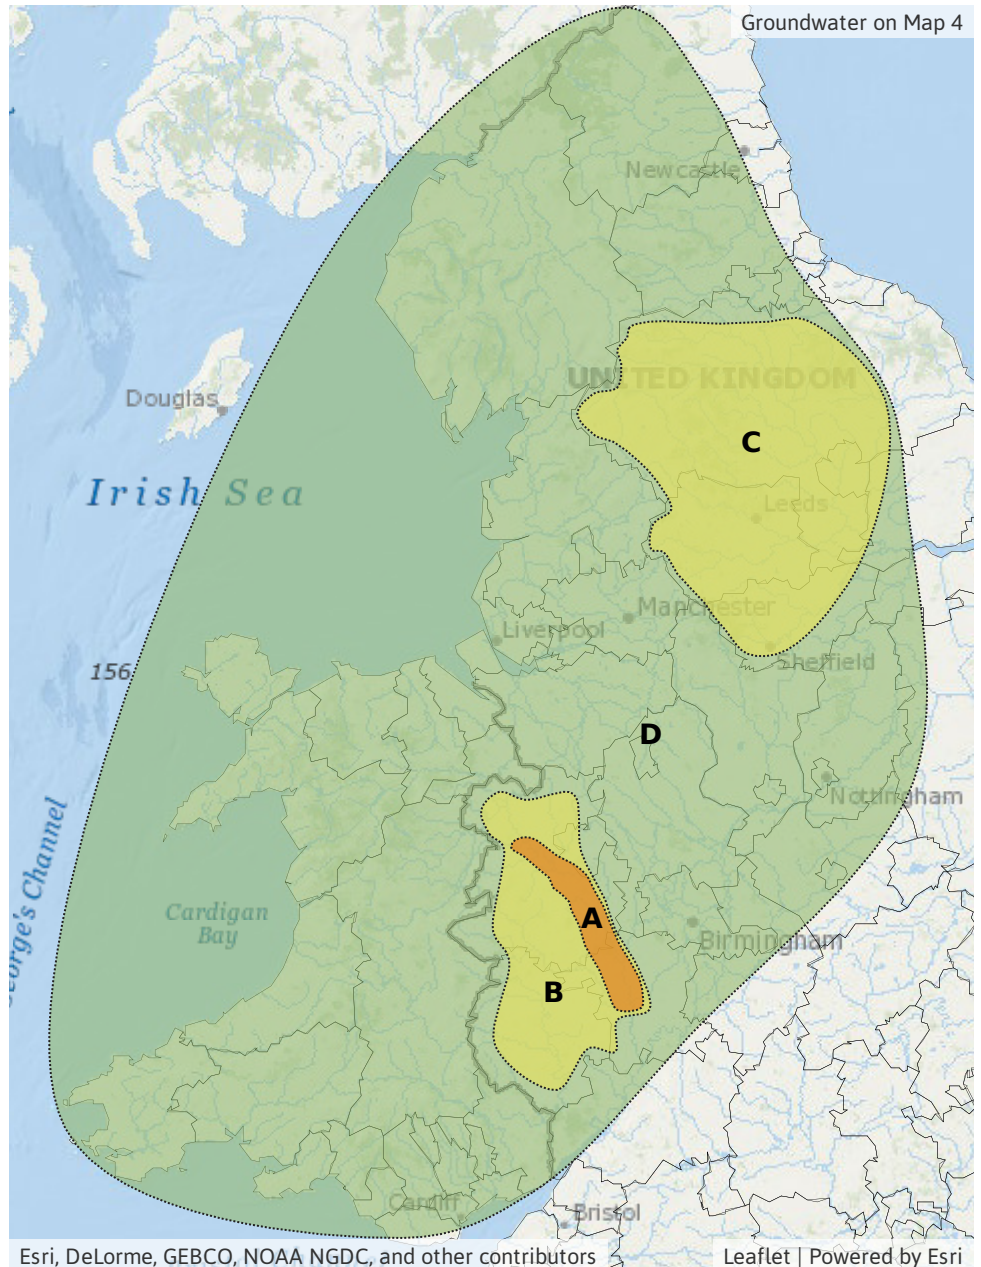 Groundwater on Map 4
Newcastle
UNITED KINGDOM
Douglas
C
Irish Sea
Leeds
Manchester
Liverpool
Sheffield
156
D
Nottingham
George's Channel
Cardigan
Bay
A
Birmingham
B
Cardiff
Bristol
Esri, DeLorme, GEBCO, NOAA NGDC, and other contributors
Leaflet | Powered by Esri